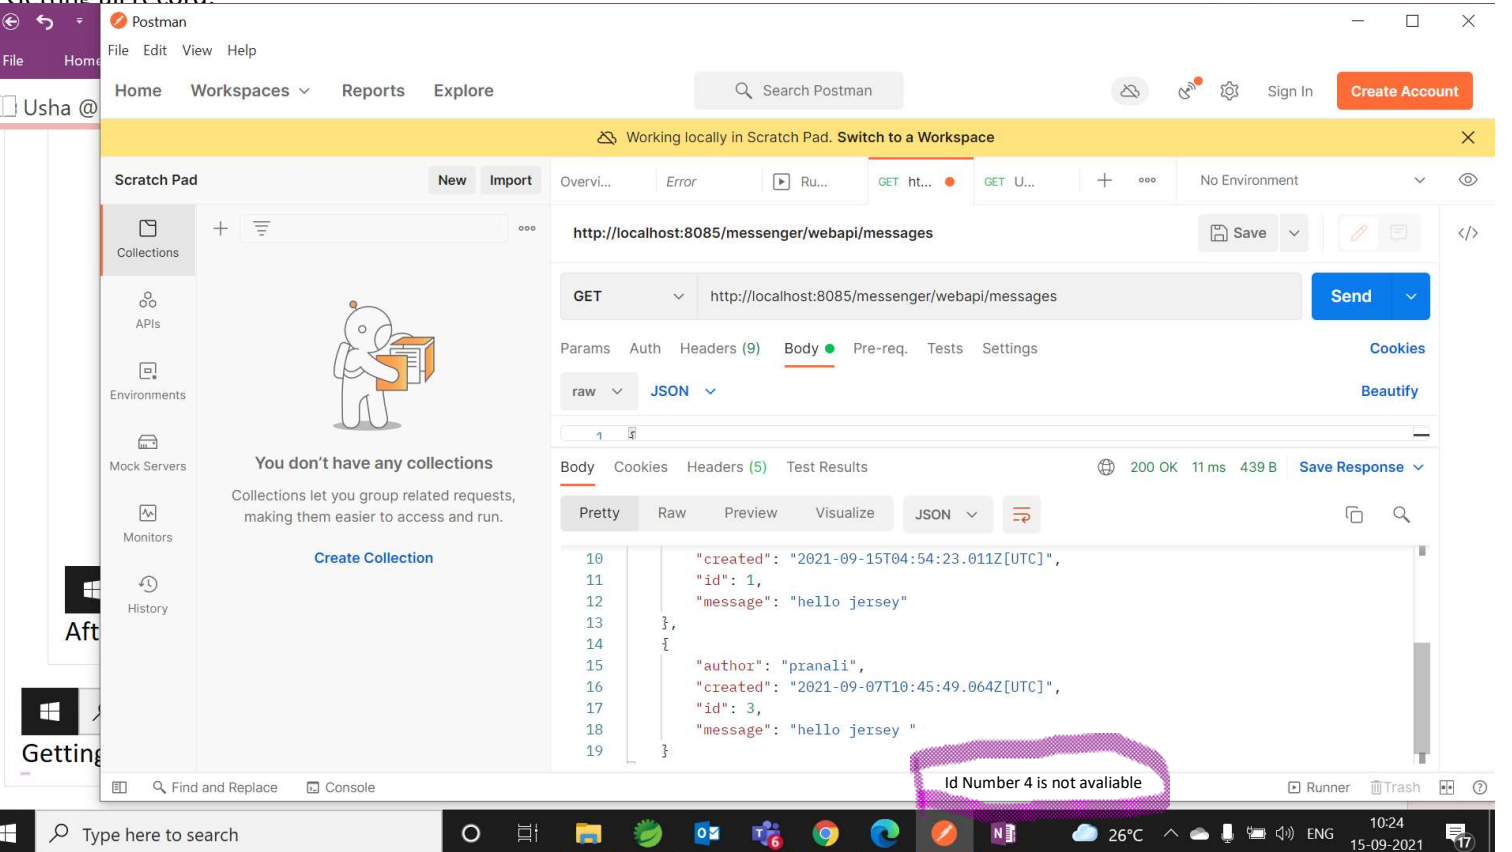 Postman
File Edit View Help
File Home
Home Workspaces Reports Explore
Search Postman
Sign In Create Account
Usha @
Working locally in Scratch Pad. Switch to a Workspace
Scratch Pad New Import
Overvi... Error Ru... GET ht... GET U... No Environment
Collections
http://localhost:8085/messenger/webapi/messages
Save
</>
GET http://localhost:8085/messenger/webapi/messages Send
APIs
Params Auth Headers (9) Body Pre-req. Tests Settings Cookies
Environments
raw JSON Beautify
1 {
Mock Servers
You don't have any collections
Collections let you group related requests,
making them easier to access and run.
Create Collection
Body Cookies Headers (5) Test Results 200 OK 11 ms 439 B Save Response
Pretty Raw Preview Visualize JSON
Monitors
History
10 "created": "2021-09-15T04:54:23.011Z[UTC]",
11 "id": 1,
12 "message": "hello jersey"
13 },
14 {
15 "author": "pranali",
16 "created": "2021-09-07T10:45:49.064Z[UTC]",
17 "id": 3,
18 "message": "hello jersey "
19 }
Aft
Getting
Id Number 4 is not avaliable
Find and Replace Console Runner Trash
Type here to search
6
26°C ENG
10:24
15-09-2021
17